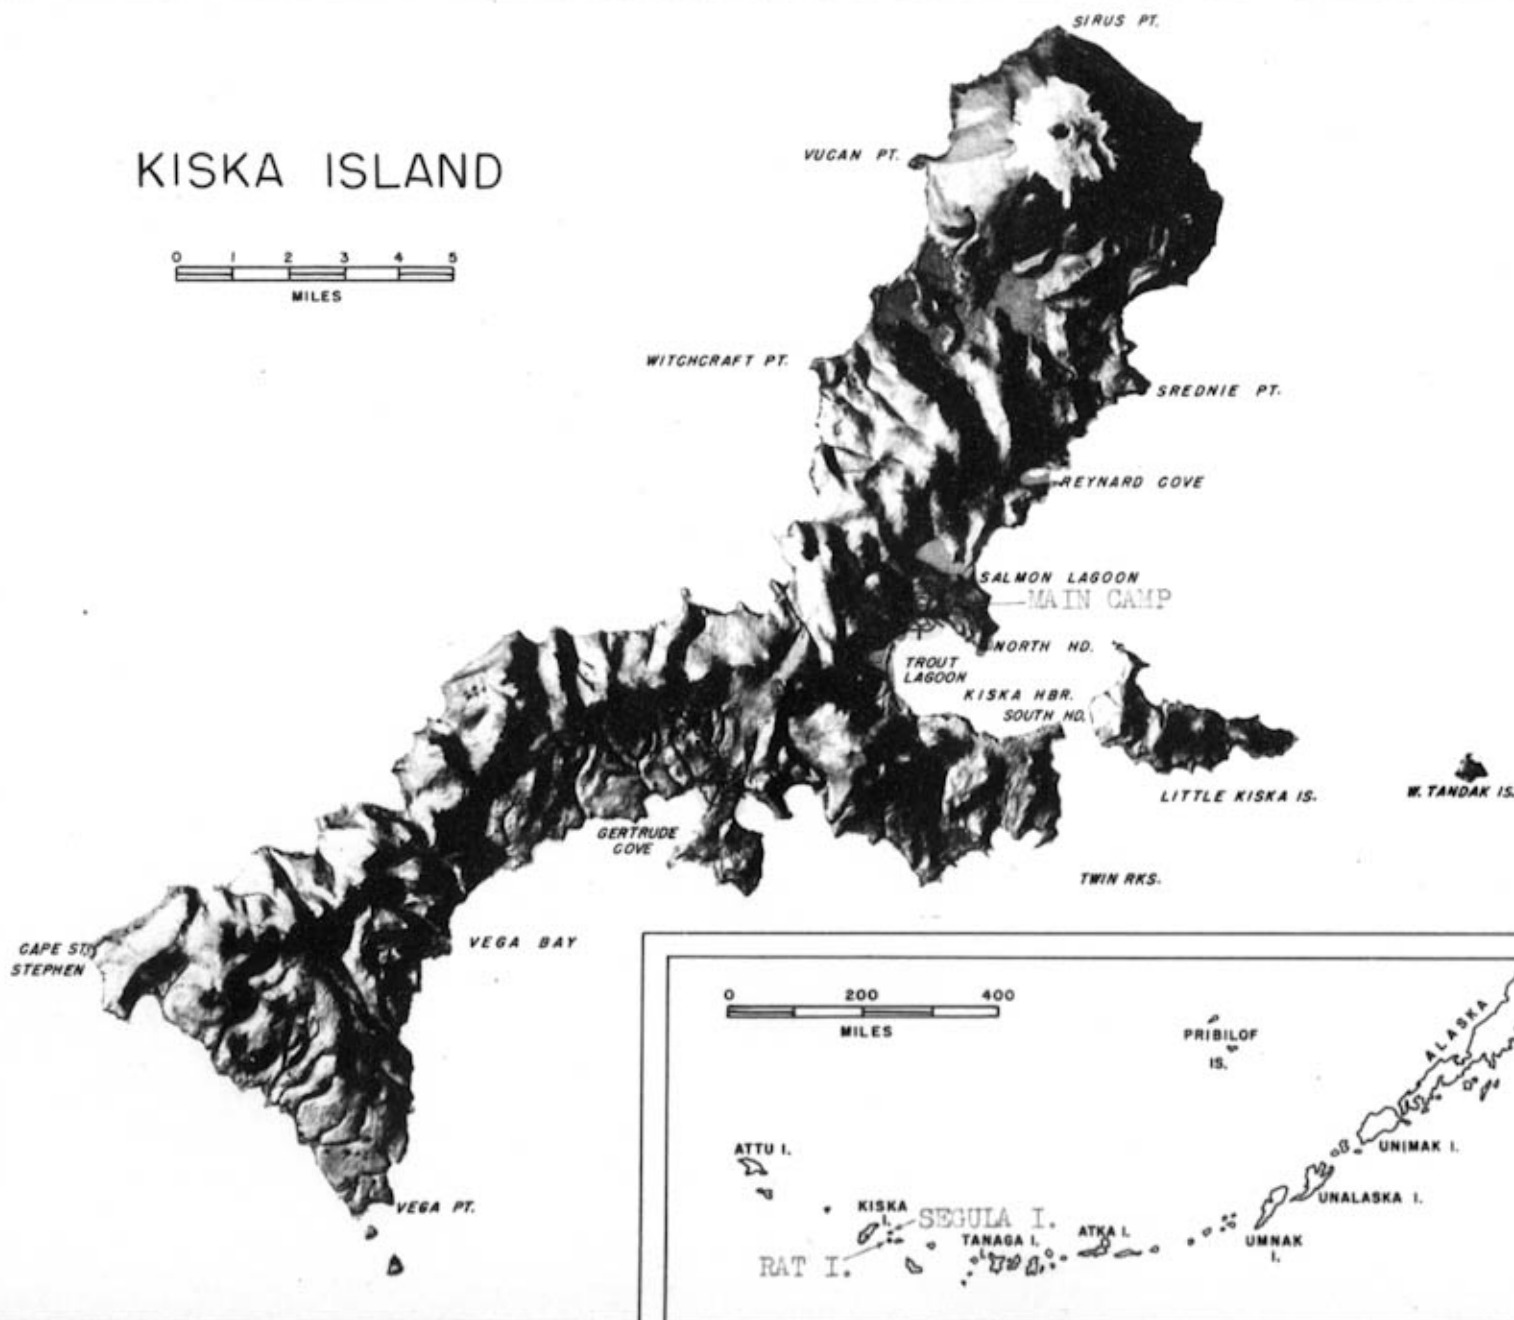 SIRUS PT.
KISKA ISLAND
VUCAN PT.
0 1 2 3 4 5
MILES
WITCHCRAFT PT.
SREDNIE PT.
REYNARD COVE
SALMON LAGOON
MAIN CAMP
NORTH HD.
TROUT
LAGOON
KISKA HBR.
SOUTH HD.
LITTLE KISKA IS.
W. TANDAK IS.
GERTRUDE
COVE
TWIN RKS.
VEGA BAY
CAPE ST.
STEPHEN
VEGA PT.
0 200 400
MILES
PRIBILOF
IS.
ALASKA
ATTU I.
UNIMAK I.
UNALASKA I.
KISKA
I.
SEGULA I.
TANAGA I.
ATKA I.
UMNAK
I.
RAT I.